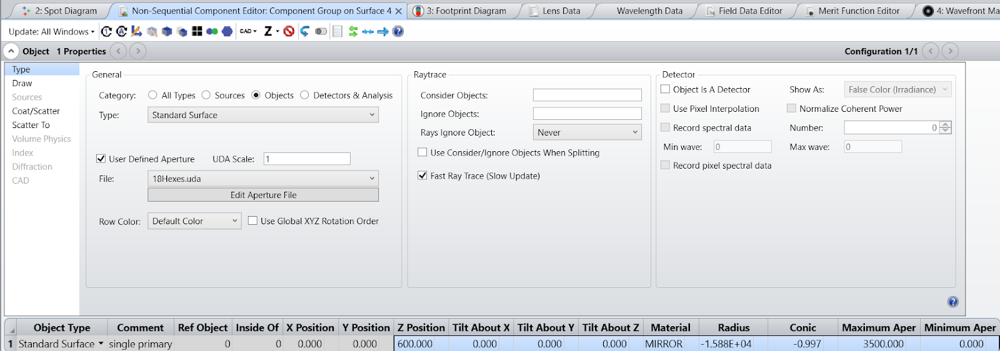 2: Spot Diagram Non-Sequential Component Editor: Component Group on Surface 4 3: Footprint Diagram Lens Data Wavelength Data Field Data Editor Merit Function Editor 4: Wavefront Ma
Update: All Windows CAD Z
Object 1 Properties Configuration 1/1
Type
Draw
Sources
Coat/Scatter
Scatter To
Volume Physics
Index
Diffraction
CAD
General
Category: All Types Sources Objects Detectors & Analysis
Type: Standard Surface
User Defined Aperture UDA Scale: 1
File: 18Hexes.uda
Edit Aperture File
Row Color: Default Color Use Global XYZ Rotation Order
Raytrace
Consider Objects:
Ignore Objects:
Rays Ignore Object: Never
Use Consider/Ignore Objects When Splitting
Fast Ray Trace (Slow Update)
Detector
Object Is A Detector Show As: False Color (Irradiance)
Use Pixel Interpolation Normalize Coherent Power
Record spectral data Number: 0
Min wave: 0 Max wave: 0
Record pixel spectral data
Object Type Comment Ref Object Inside Of X Position Y Position Z Position Tilt About X Tilt About Y Tilt About Z Material Radius Conic Maximum Aper Minimum Aper
1 Standard Surface single primary 0 0 0.000 0.000 600.000 0.000 0.000 0.000 MIRROR -1.588E+04 -0.997 3500.000 0.000